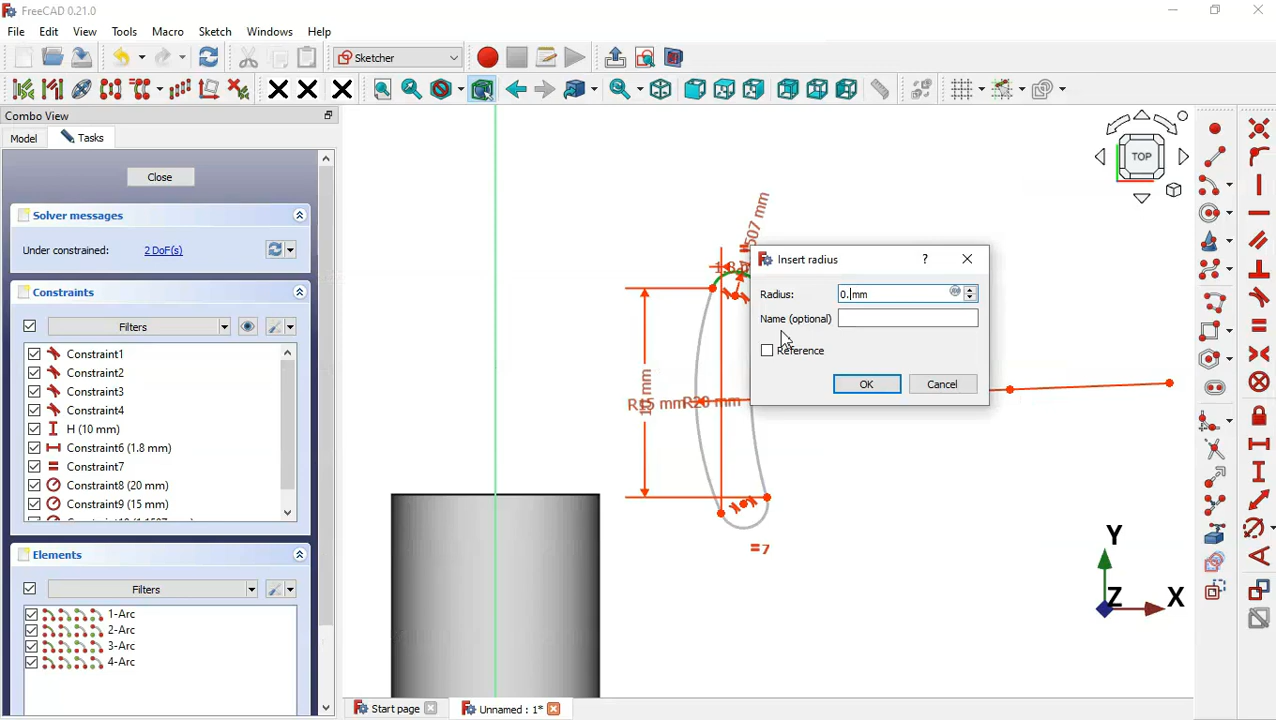 FreeCAD 0.21.0
File Edit View Tools Macro Sketch Windows Help
Sketcher
Combo View
Model Tasks
Close
Solver messages
Under constrained: 2 DoF(s)
Constraints
Filters
Constraint1
Constraint2
Constraint3
Constraint4
H (10 mm)
Constraint6 (1.8 mm)
Constraint7
Constraint8 (20 mm)
Constraint9 (15 mm)
Elements
Filters
1-Arc
2-Arc
3-Arc
4-Arc
507 mm
R15 mm
R20 mm
=7
Insert radius
?
Radius: 0. mm
Name (optional)
Reference
OK Cancel
TOP
Y
Z X
Start page Unnamed : 1*